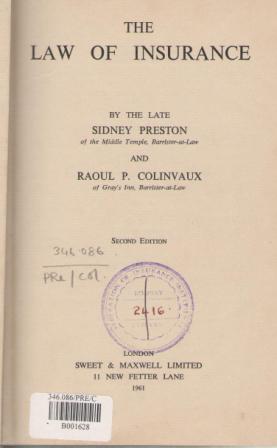 THE
LAW OF INSURANCE
BY THE LATE
SIDNEY PRESTON
of the Middle Temple, Barrister-at-Law
AND
RAOUL P. COLINVAUX
of Gray's Inn, Barrister-at-Law
SECOND EDITION
346.086
PRe/Col.
OF INSURANCE
2416
LONDON
SWEET & MAXWELL LIMITED
11 NEW FETTER LANE
1961
346.086/PRE/C
B001628